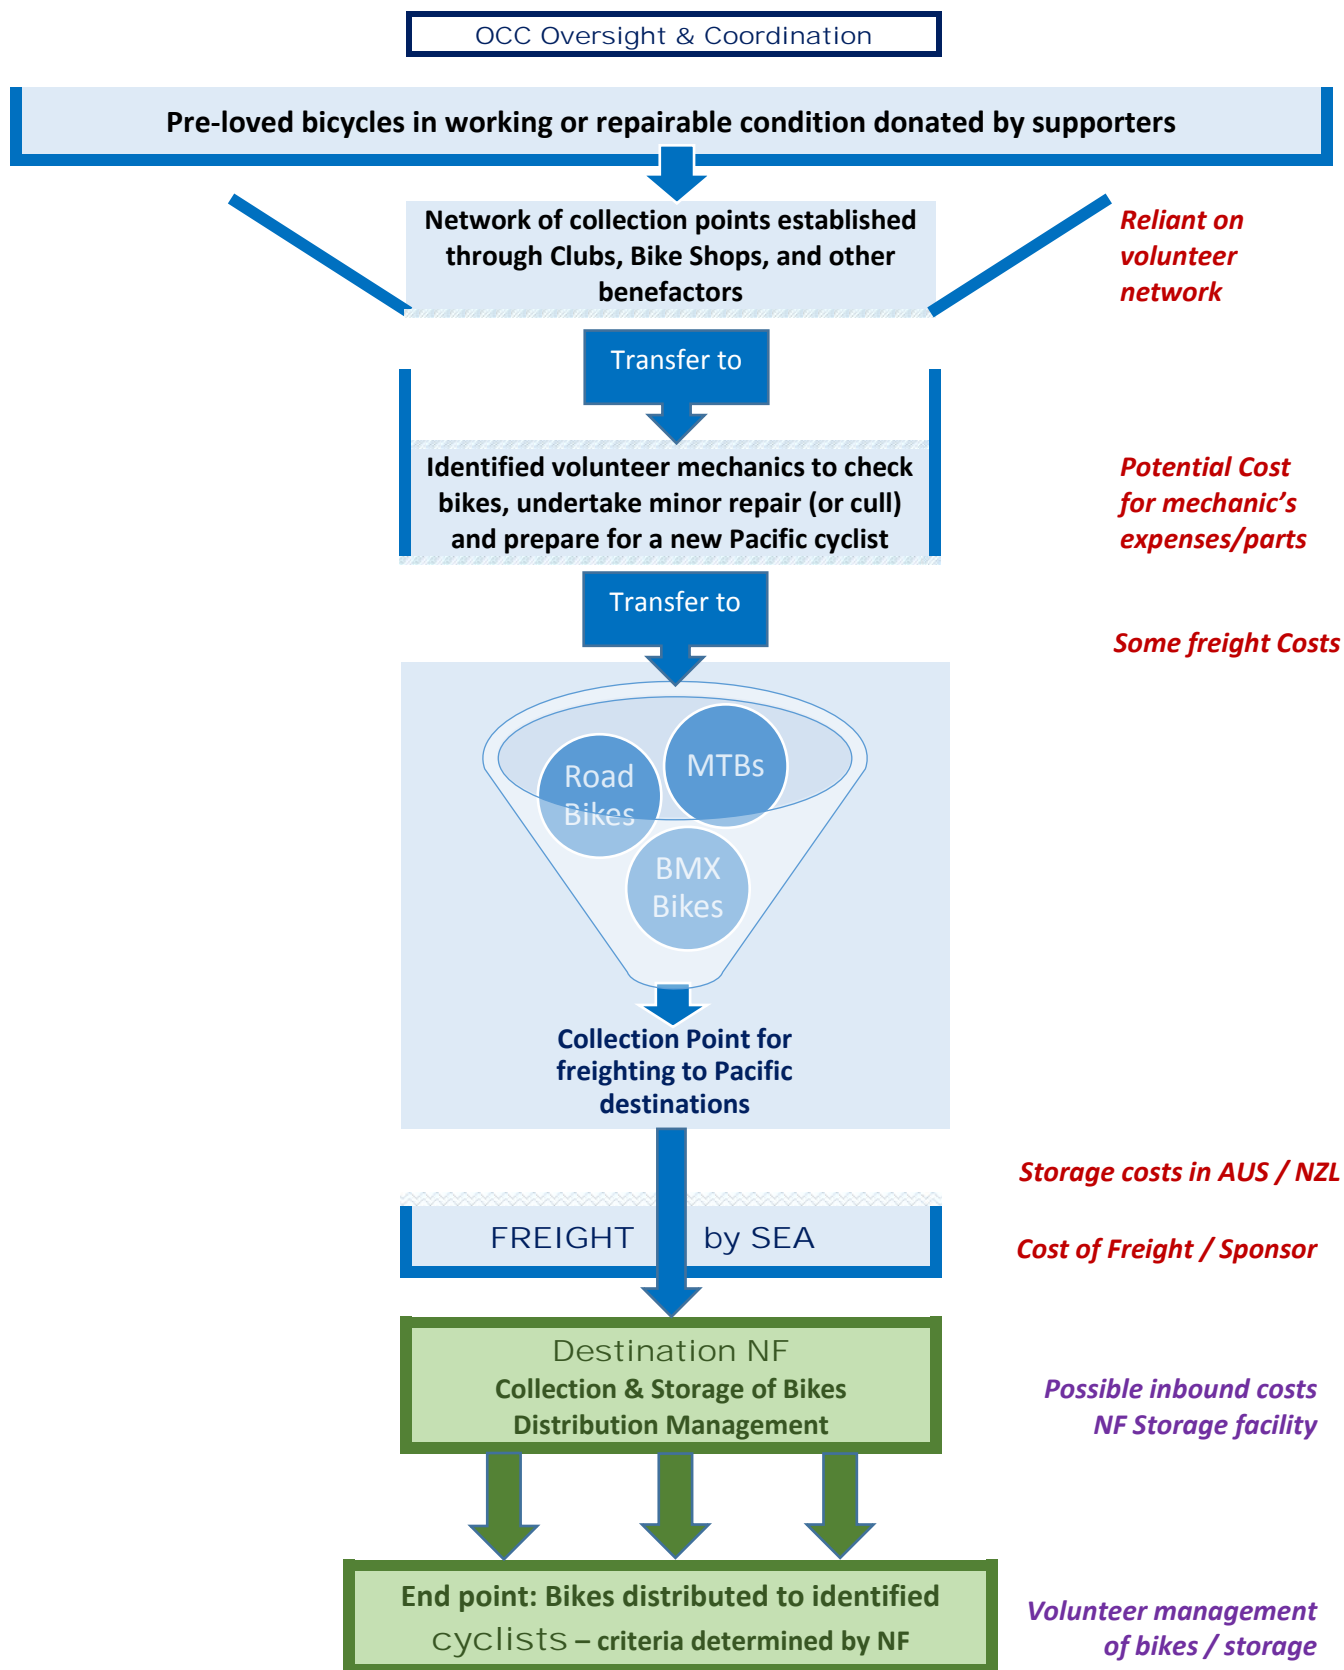 OCC Oversight & Coordination
Pre-loved bicycles in working or repairable condition donated by supporters
Network of collection points established
through Clubs, Bike Shops, and other
benefactors
Reliant on
volunteer
network
Transfer to
Identified volunteer mechanics to check
bikes, undertake minor repair (or cull)
and prepare for a new Pacific cyclist
Potential Cost
for mechanic’s
expenses/parts
Transfer to
Some freight Costs
Road
Bikes
MTBs
BMX
Bikes
Collection Point for
freighting to Pacific
destinations
Storage costs in AUS / NZL
FREIGHT by SEA
Cost of Freight / Sponsor
Destination NF
Collection & Storage of Bikes
Distribution Management
Possible inbound costs
NF Storage facility
End point: Bikes distributed to identified
cyclists – criteria determined by NF
Volunteer management
of bikes / storage